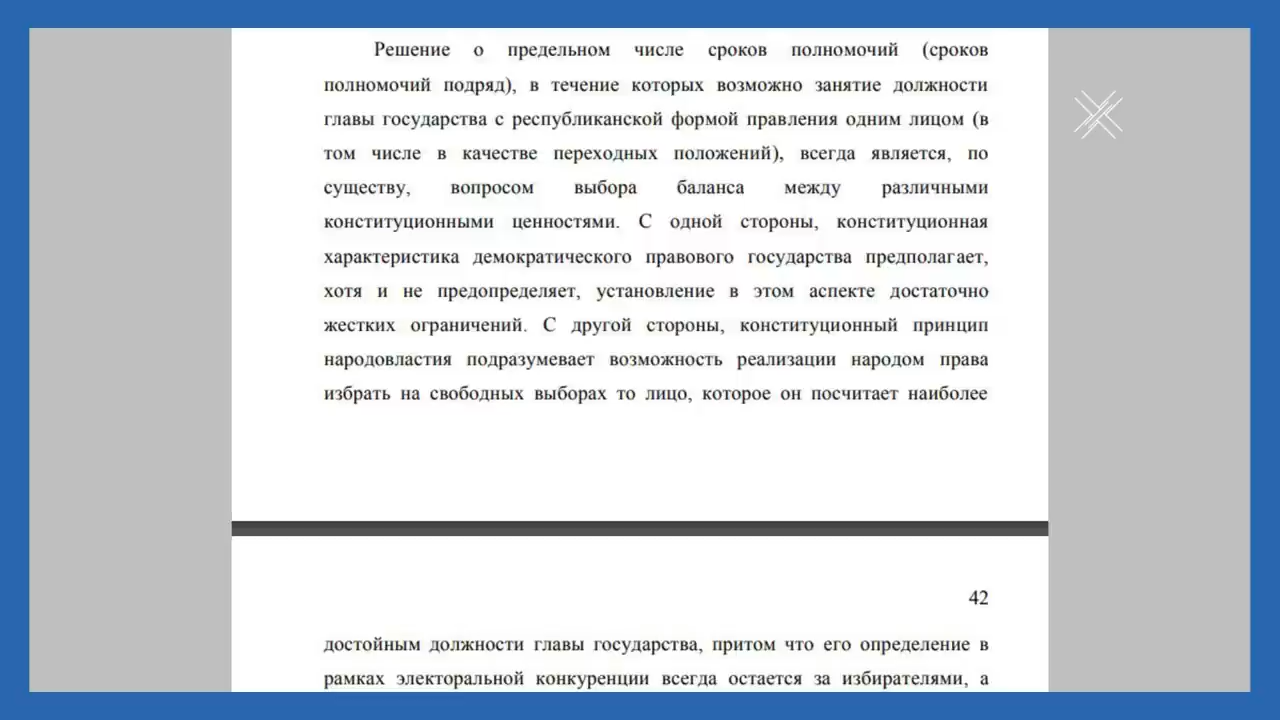 Решение о предельном числе сроков полномочий (сроков
полномочий подряд), в течение которых возможно занятие должности
главы государства с республиканской формой правления одним лицом (в
том числе в качестве переходных положений), всегда является, по
существу, вопросом выбора баланса между различными
конституционными ценностями. С одной стороны, конституционная
характеристика демократического правового государства предполагает,
хотя и не предопределяет, установление в этом аспекте достаточно
жестких ограничений. С другой стороны, конституционный принцип
народовластия подразумевает возможность реализации народом права
избрать на свободных выборах то лицо, которое он посчитает наиболее
42
достойным должности главы государства, притом что его определение в
рамках электоральной конкуренции всегда остается за избирателями, а